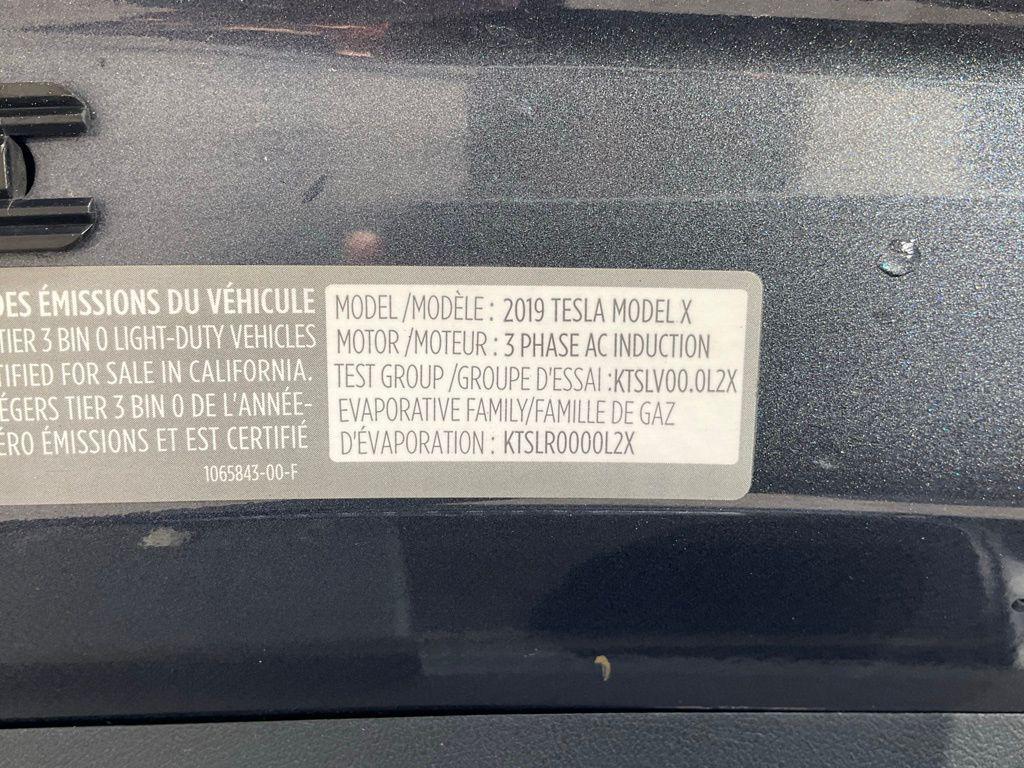 DES ÉMISSIONS DU VÉHICULE
TIER 3 BIN 0 LIGHT-DUTY VEHICLES
TIFIED FOR SALE IN CALIFORNIA.
ÉGERS TIER 3 BIN 0 DE L'ANNÉE-
ÉRO ÉMISSIONS ET EST CERTIFIÉ
1065843-00-F
MODEL /MODÈLE : 2019 TESLA MODEL X
MOTOR /MOTEUR : 3 PHASE AC INDUCTION
TEST GROUP /GROUPE D'ESSAI :KTSLV00.0L2X
EVAPORATIVE FAMILY/FAMILLE DE GAZ
D'ÉVAPORATION : KTSLR0000L2X